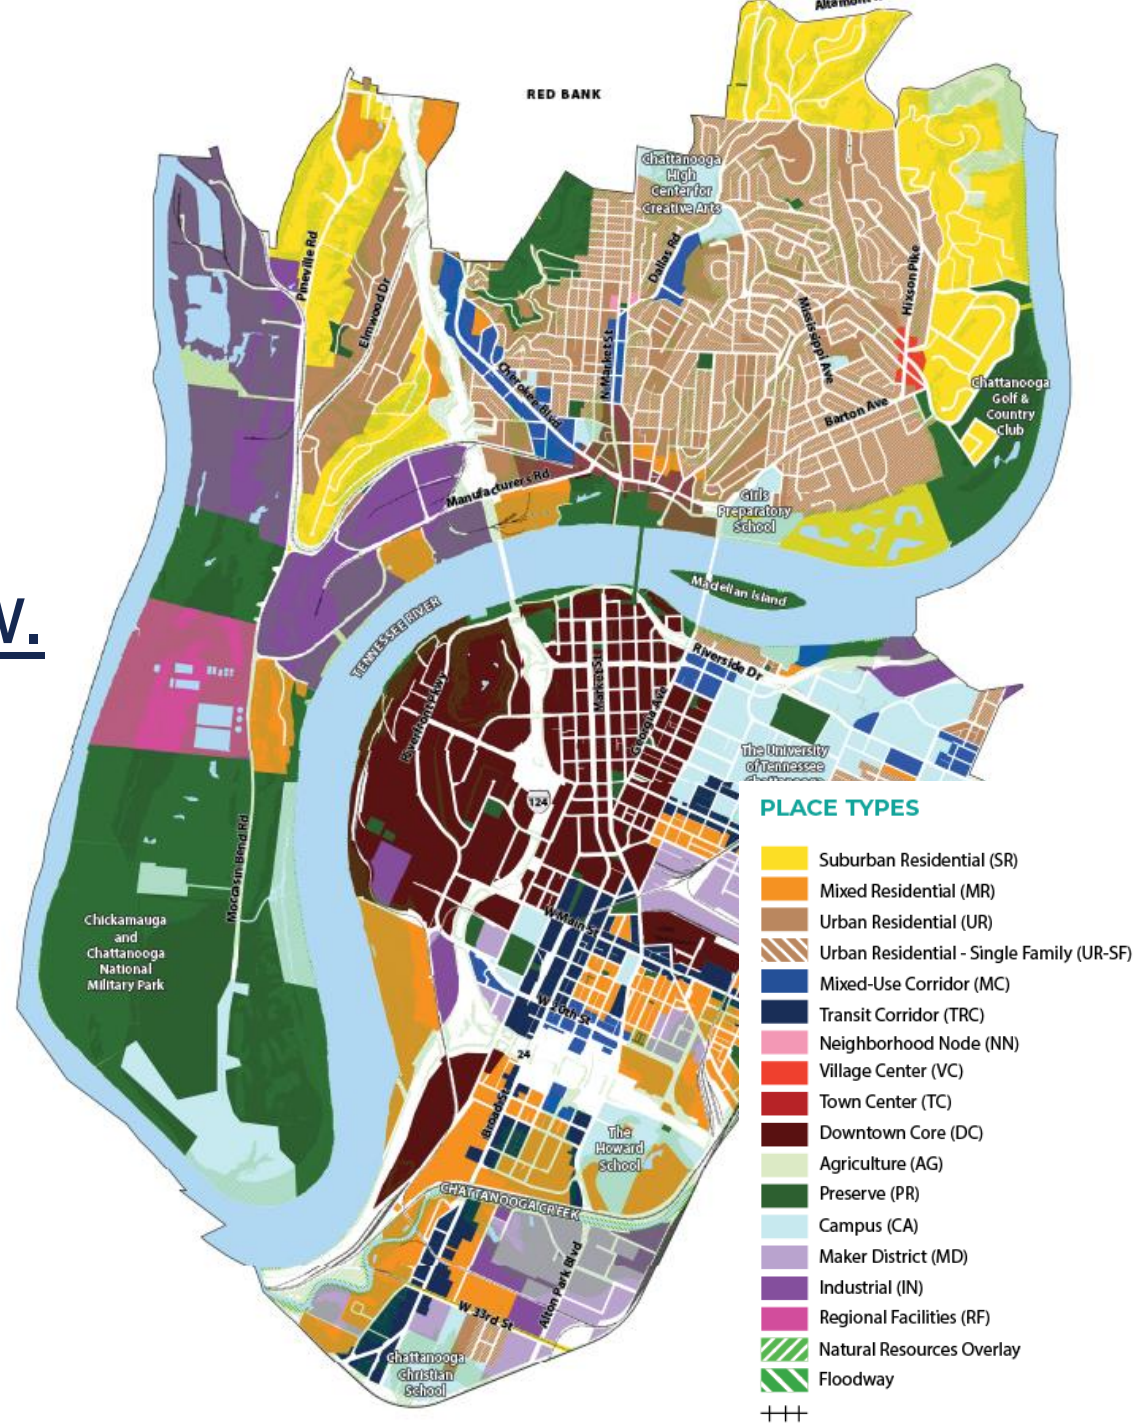 Altamont
RED BANK
Chattanooga
High
Center for
Creative Arts
Dallas Rd
Pineville Rd
Elmwood Dr
Hixson Pike
Mississippi Ave
N Market St
Cherokee Blvd
Chattanooga
Golf &
Country
Club
Barton Ave
Manufacturers Rd
Girls
Preparatory
School
Maclellan Island
w.
TENNESSEE RIVER
Riverside Dr
Market St
Georgia Ave
Riverfront Pkwy
The University
of Tennessee
Chattanooga
124
Moccasin Bend Rd
Chickamauga
and
Chattanooga
National
Military Park
W Main St
W 20th St
24
Broad St
The
Howard
School
CHATTANOOGA CREEK
Alton Park Blvd
W 33rd St
Chattanooga
Christian
School
PLACE TYPES
Suburban Residential (SR)
Mixed Residential (MR)
Urban Residential (UR)
Urban Residential - Single Family (UR-SF)
Mixed-Use Corridor (MC)
Transit Corridor (TRC)
Neighborhood Node (NN)
Village Center (VC)
Town Center (TC)
Downtown Core (DC)
Agriculture (AG)
Preserve (PR)
Campus (CA)
Maker District (MD)
Industrial (IN)
Regional Facilities (RF)
Natural Resources Overlay
Floodway